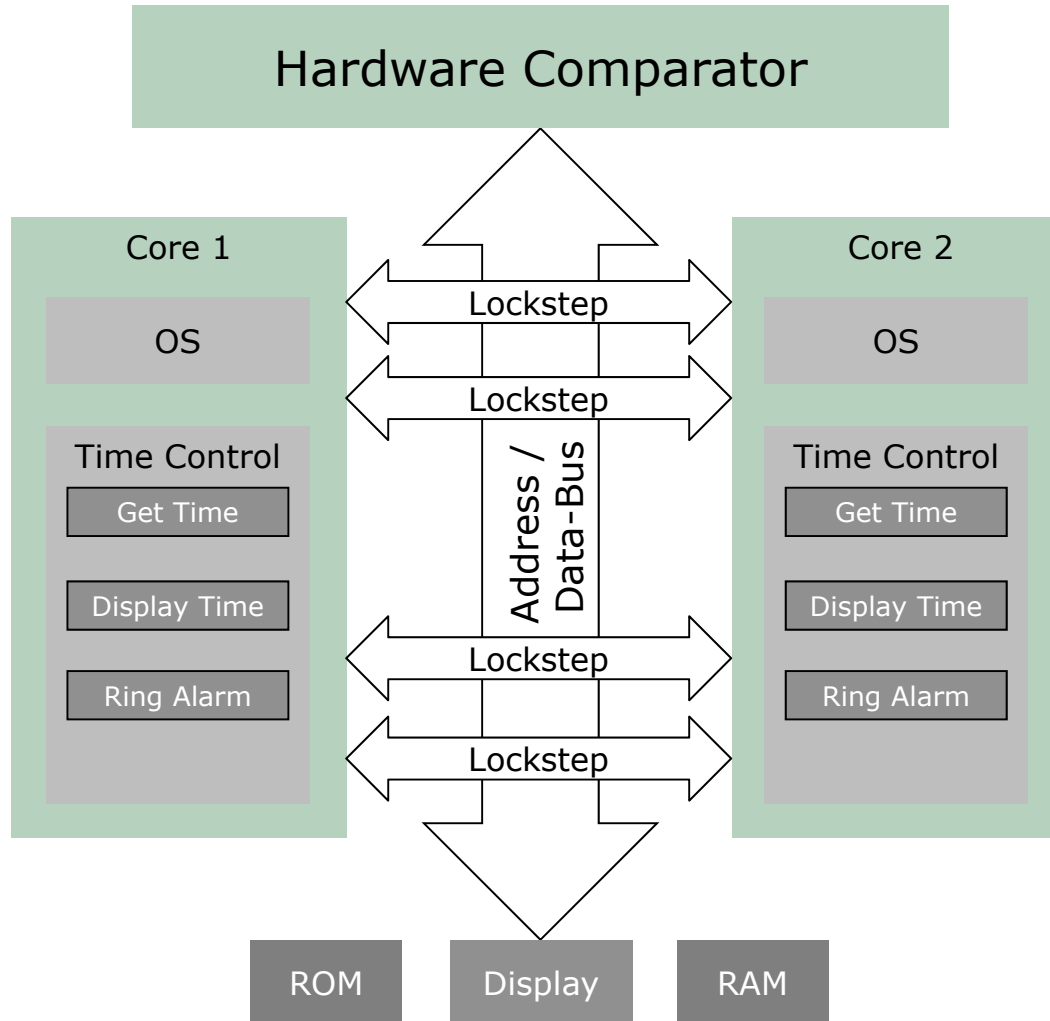 Hardware Comparator
Core 1
OS
Time Control
Get Time
Display Time
Ring Alarm
Lockstep
Lockstep
Address /
Data-Bus
Lockstep
Lockstep
Core 2
OS
Time Control
Get Time
Display Time
Ring Alarm
ROM
Display
RAM